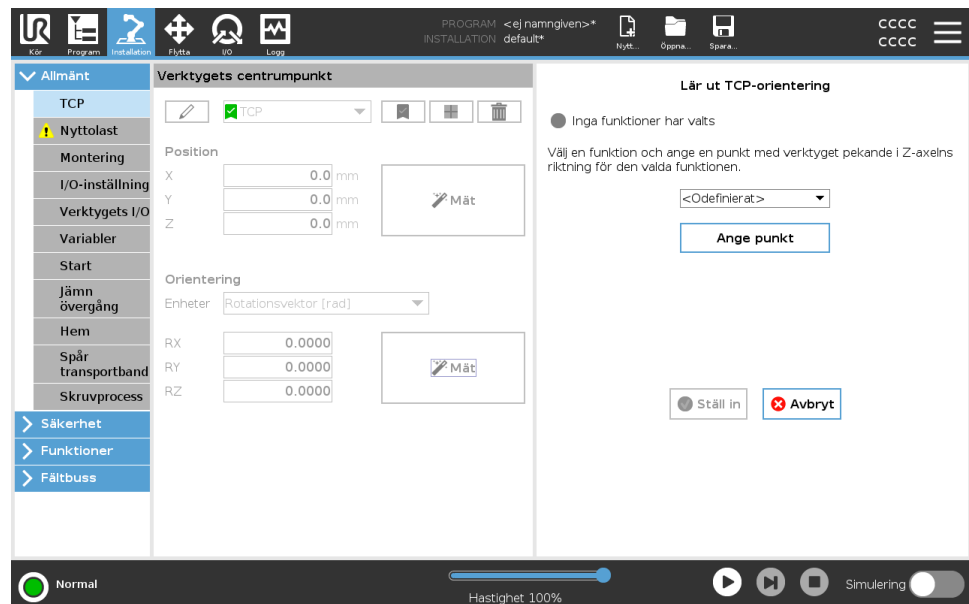 UR
PROGRAM <ej namngiven>*
INSTALLATION default*
Kör Program Installation Flytta I/O Logg
Nytt... Öppna... Spara...
CCCC
CCCC
Allmänt
TCP
Nyttolast
Montering
I/O-inställning
Verktygets I/O
Variabler
Start
Jämn
övergång
Hem
Spår
transportband
Skruvprocess
Säkerhet
Funktioner
Fältbuss
Verktygets centrumpunkt
TCP
Position
X 0.0 mm
Y 0.0 mm
Z 0.0 mm
Mät
Orientering
Enheter Rotationsvektor [rad]
RX 0.0000
RY 0.0000
RZ 0.0000
Mät
Lär ut TCP-orientering
Inga funktioner har valts
Välj en funktion och ange en punkt med verktyget pekande i Z-axelns
riktning för den valda funktionen.
<Odefinierat>
Ange punkt
Ställ in
Avbryt
Normal
Hastighet 100%
Simulering